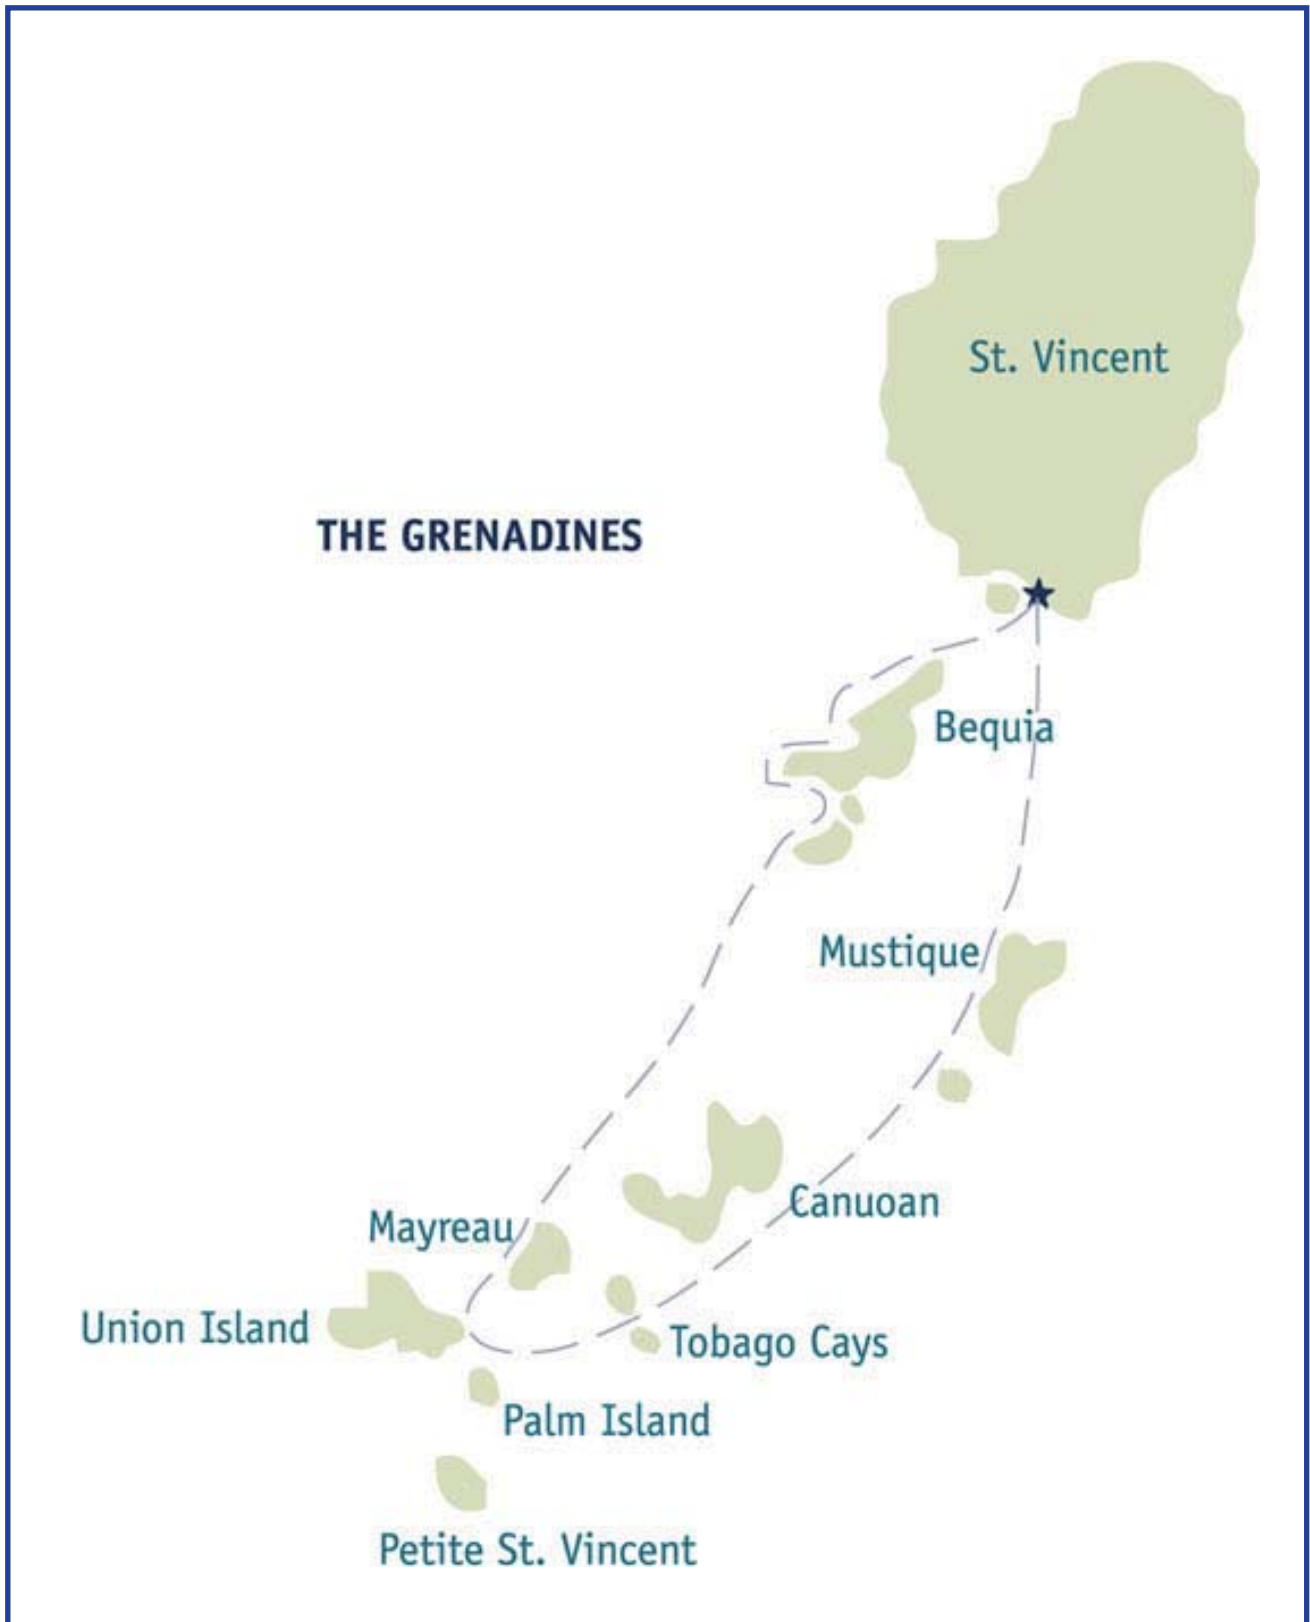 St. Vincent
THE GRENADINES
Bequia
Mustique
Canuoan
Mayreau
Union Island
Tobago Cays
Palm Island
Petite St. Vincent